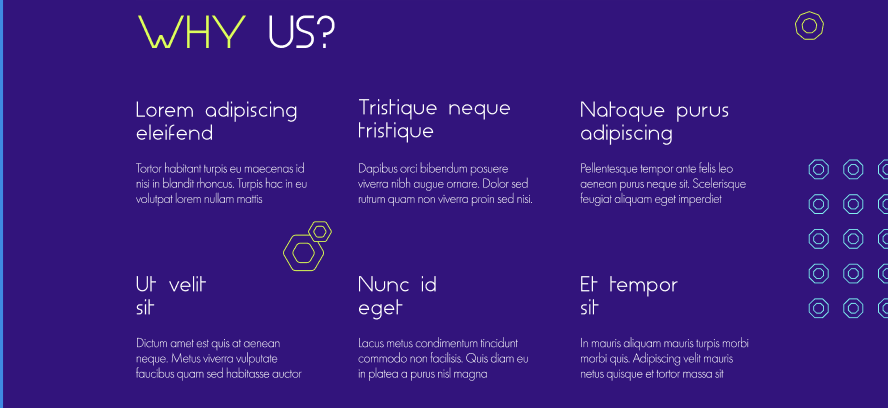 WHY US?
Lorem adipiscing
eleifend
Tortor habitant turpis eu maecenas id
nisi in blandit rhoncus. Turpis hac in eu
volutpat lorem nullam mattis
Tristique neque
tristique
Dapibus orci bibendum posuere
viverra nibh augue ornare. Dolor sed
rutrum quam non viverra proin sed nisi.
Natoque purus
adipiscing
Pellentesque tempor ante felis leo
aenean purus neque sit. Scelerisque
feugiat aliquam eget imperdiet
Ut velit
sit
Dictum amet est quis at aenean
neque. Metus viverra vulputate
faucibus quam sed habitasse auctor
Nunc id
eget
Lacus metus condimentum tincidunt
commodo non facilisis. Quis diam eu
in platea a purus nisl magna
Et tempor
sit
In mauris aliquam mauris turpis morbi
morbi quis. Adipiscing velit mauris
netus quisque et tortor massa sit